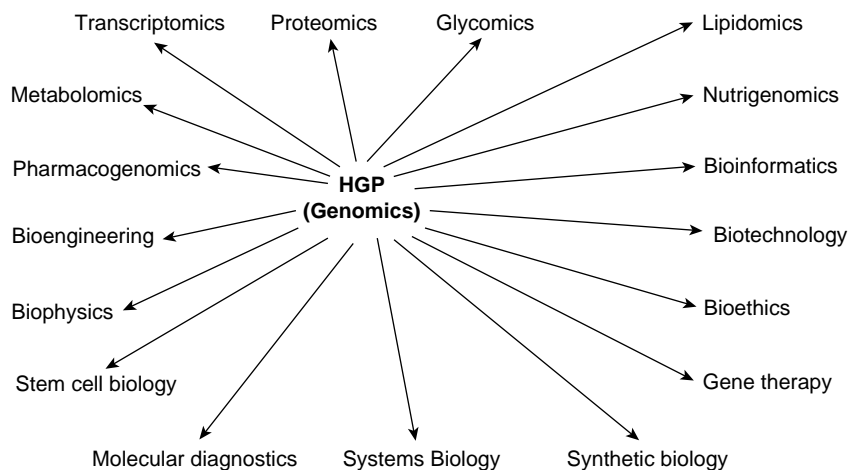 Transcriptomics
Proteomics
Glycomics
Lipidomics
Metabolomics
Nutrigenomics
Pharmacogenomics
HGP
(Genomics)
Bioinformatics
Bioengineering
Biotechnology
Biophysics
Bioethics
Stem cell biology
Gene therapy
Molecular diagnostics
Systems Biology
Synthetic biology